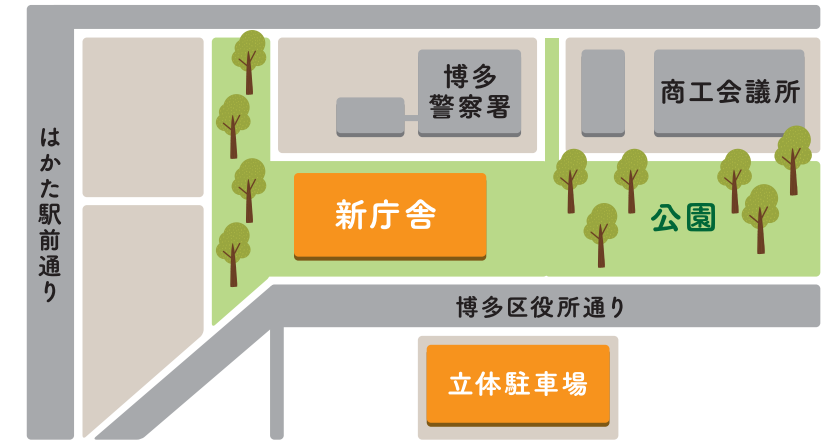 博多
警察署
商工会議所
はかた駅前通り
新庁舎
公園
博多区役所通り
立体駐車場